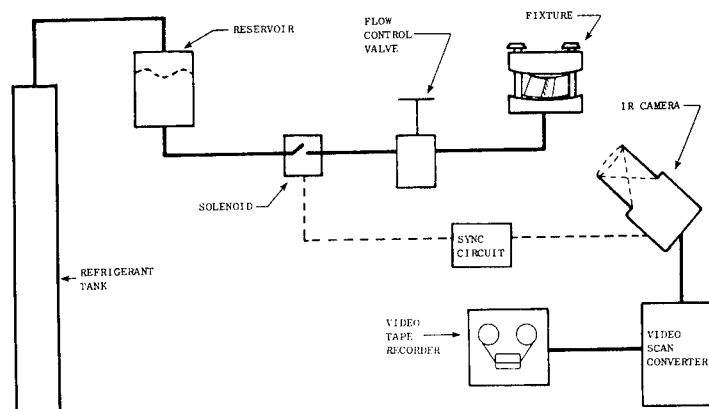 RESERVOIR
FLOW
CONTROL
VALVE
FIXTURE
IR CAMERA
SOLENOID
SYNC
CIRCUIT
REFRIGERANT
TANK
VIDEO
TAPE
RECORDER
VIDEO
SCAN
CONVERTER